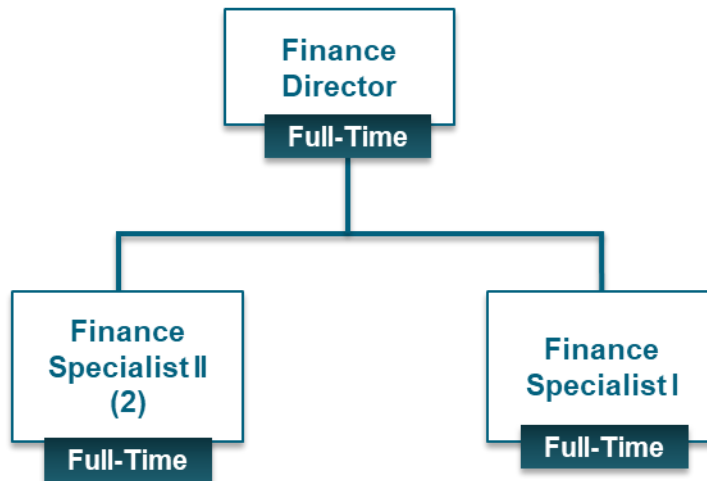 Finance
Director
Full-Time
Finance
Specialist II
(2)
Full-Time
Finance
Specialist I
Full-Time